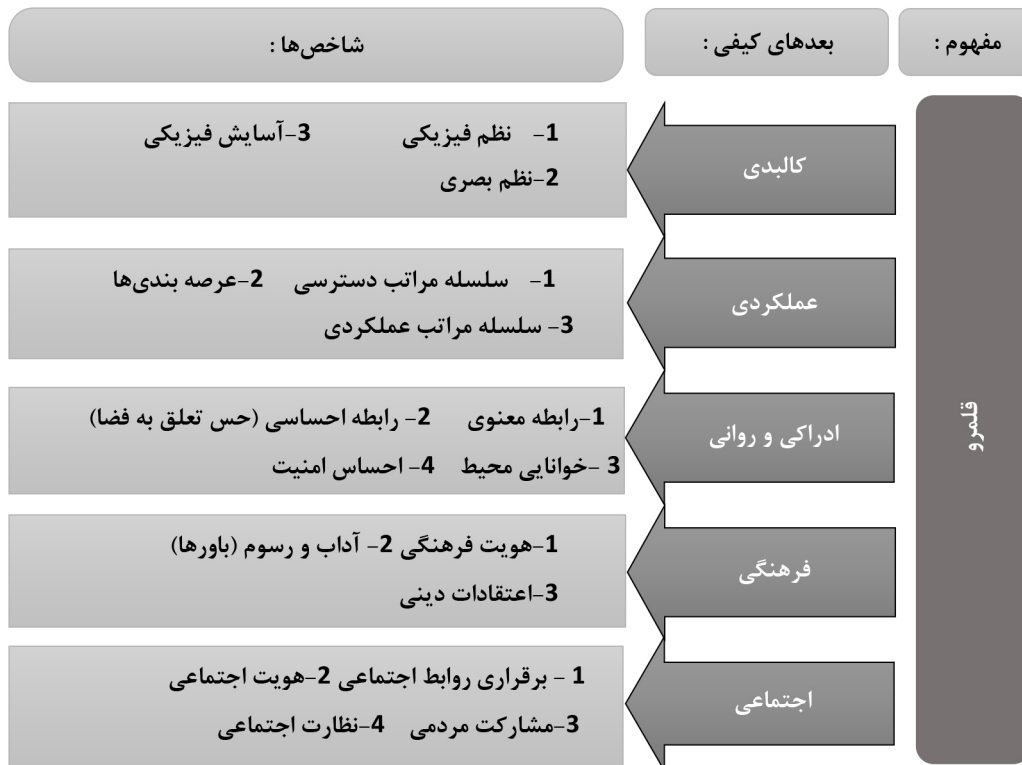 مفهوم :
بعدهای کیفی :
شاخص‌ها :
قلمرو
کالبدی
1- نظم فیزیکی 3-آسایش فیزیکی
2-نظم بصری
عملکردی
1- سلسله مراتب دسترسی 2-عرصه بندی‌ها
3- سلسله مراتب عملکردی
ادراکی و روانی
1-رابطه معنوی 2- رابطه احساسی (حس تعلق به فضا)
3 -خوانایی محیط 4- احساس امنیت
فرهنگی
1-هویت فرهنگی 2- آداب و رسوم (باورها)
3-اعتقادات دینی
اجتماعی
1 - برقراری روابط اجتماعی 2-هویت اجتماعی
3-مشارکت مردمی 4-نظارت اجتماعی